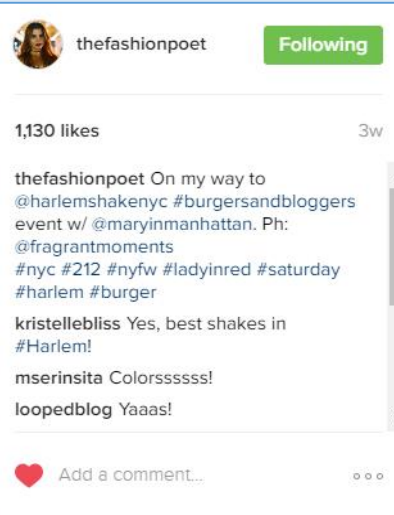 thefashionpoet
Following
1,130 likes
3w
thefashionpoet On my way to
@harlemshakenyc #burgersandbloggers
event w/ @maryinmanhattan. Ph:
@fragrantmoments
#nyc #212 #nyfw #ladyinred #saturday
#harlem #burger
kristellebliss Yes, best shakes in
#Harlem!
mserinsita Colorssssss!
loopedblog Yaaas!
Add a comment...